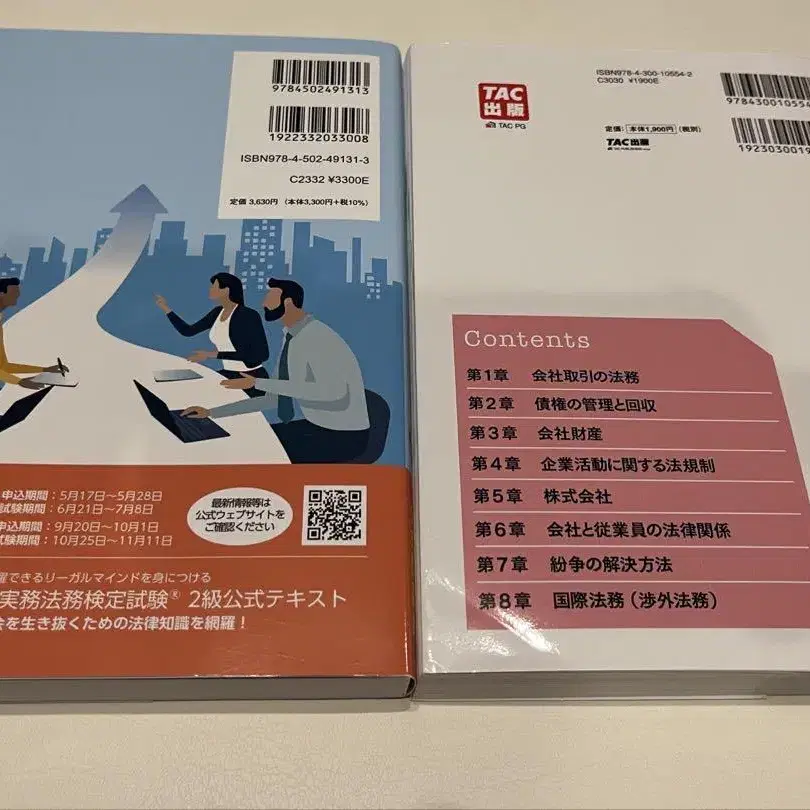 9784502491313
1922332033008
ISBN978-4-502-49131-3
C2332 ¥3300E
定価 3,630円 (本体3,300円+税10%)
申込期間：5月17日～5月28日
試験期間：6月21日～7月8日
申込期間：9月20日～10月1日
試験期間：10月25日～11月11日
最新情報等は
公式ウェブサイトを
ご確認ください
できるリーガルマインドを身につける
実務法務検定試験® 2級公式テキスト
を生き抜くための法律知識を網羅！
TAC
出版
TAC PG
ISBN978-4-300-10554-2
C3030 ¥1900E
定価：本体1,900円（税別）
TAC出版
978430010554
192303001
Contents
第1章 会社取引の法務
第2章 債権の管理と回収
第3章 会社財産
第4章 企業活動に関する法規制
第5章 株式会社
第6章 会社と従業員の法律関係
第7章 紛争の解決方法
第8章 国際法務（渉外法務）